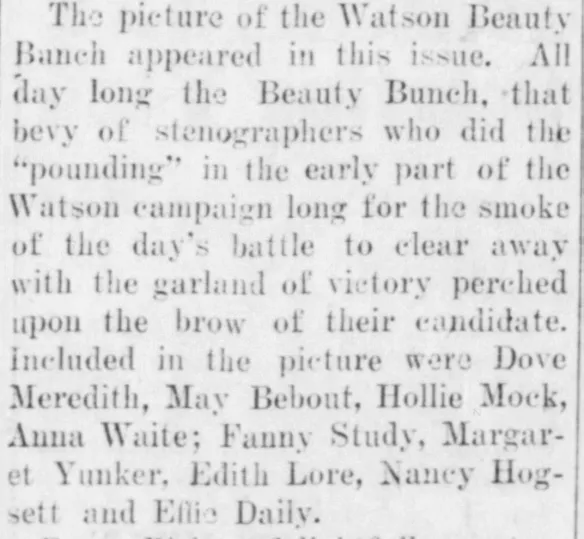 The picture of the Watson Beauty
Bunch appeared in this issue. All
day long the Beauty Bunch, that
bevy of stenographers who did the
"pounding" in the early part of the
Watson campaign long for the smoke
of the day's battle to clear away
with the garland of victory perched
upon the brow of their candidate.
Included in the picture were Dove
Meredith, May Bebout, Hollie Mock,
Anna Waite; Fanny Study, Margar-
et Yunker, Edith Lore, Nancy Hog-
sett and Effie Daily.